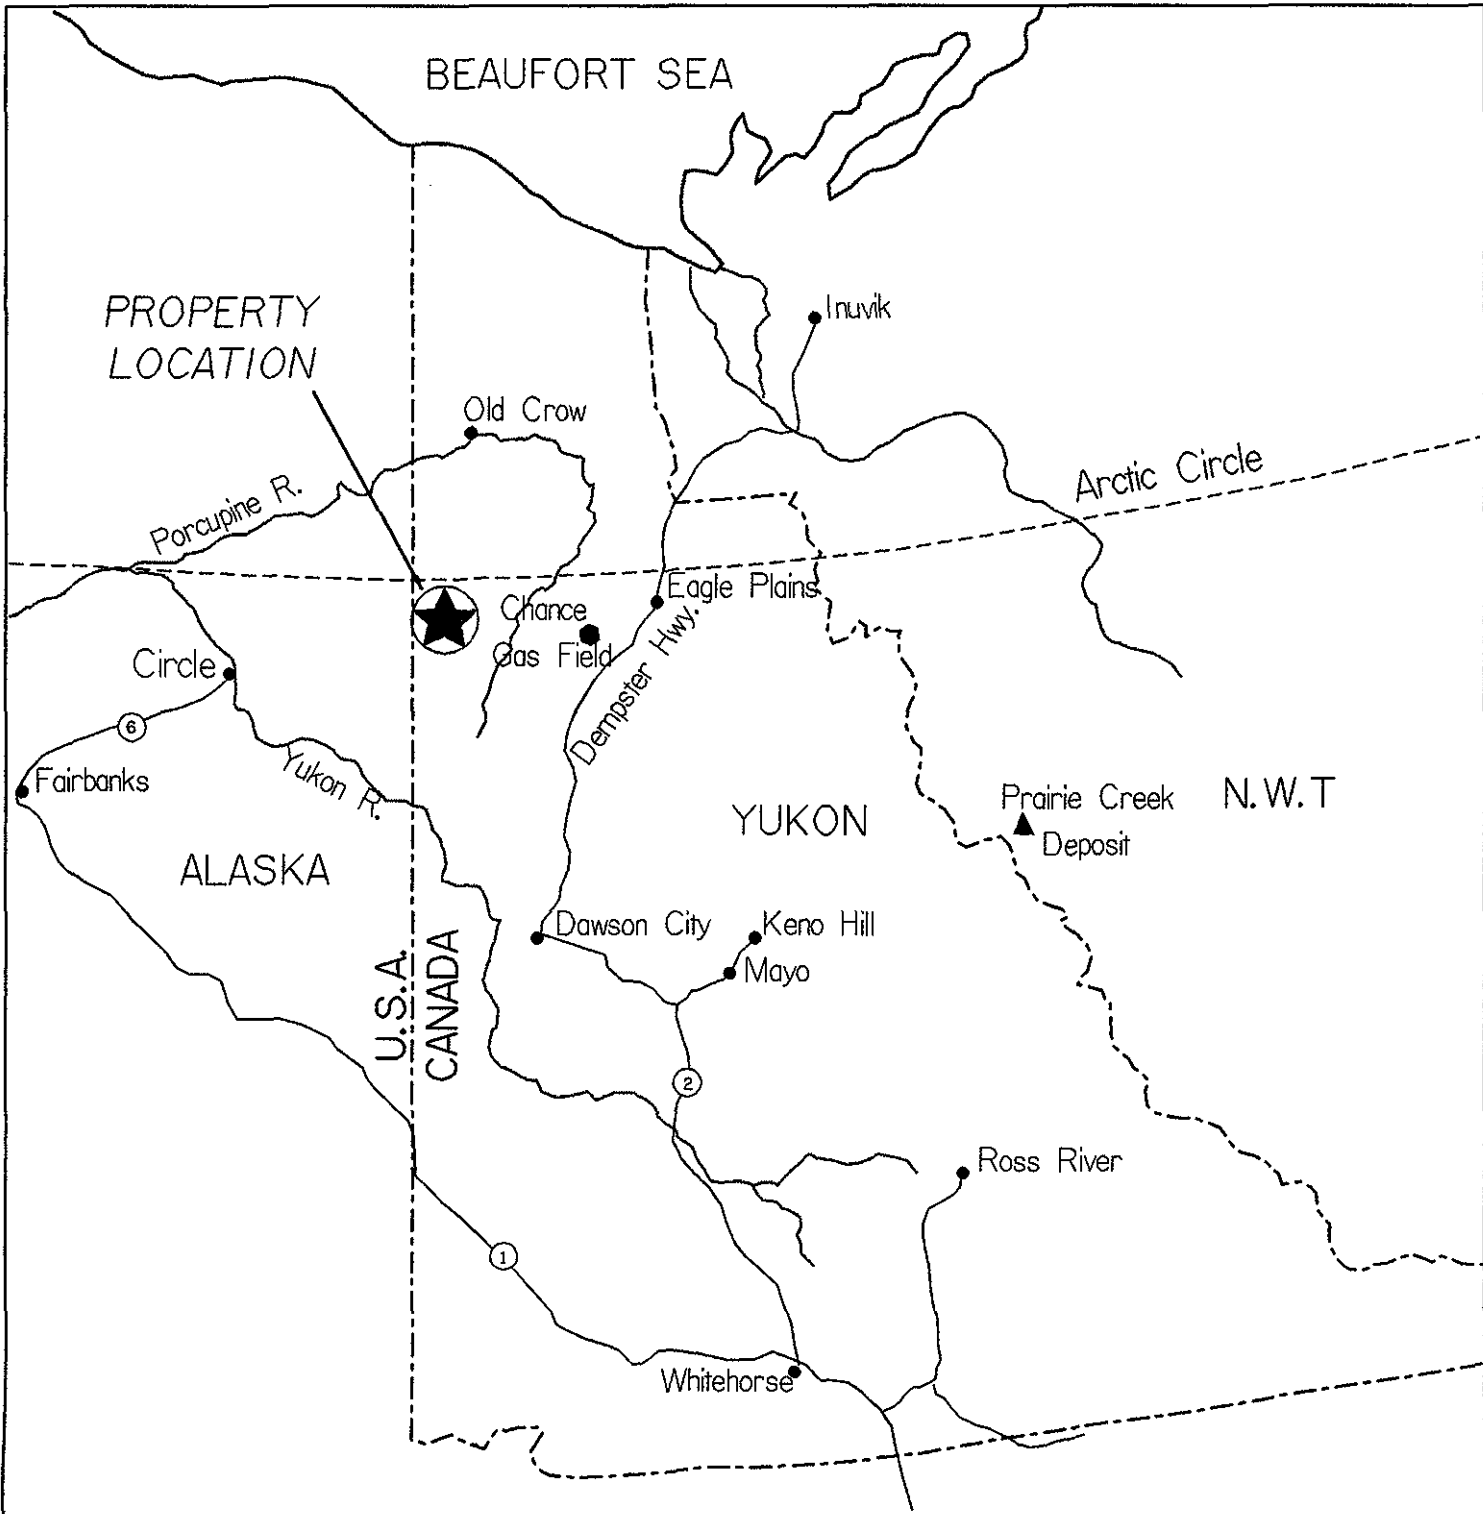 BEAUFORT SEA
PROPERTY
LOCATION
Inuvik
Old Crow
Porcupine R.
Arctic Circle
Eagle Plains
Chance
Gas Field
Dempster Hwy.
Circle
6
Fairbanks
Yukon R.
ALASKA
YUKON
Prairie Creek
Deposit
N.W.T
U.S.A.
CANADA
Dawson City
Keno Hill
Mayo
2
Ross River
1
Whitehorse